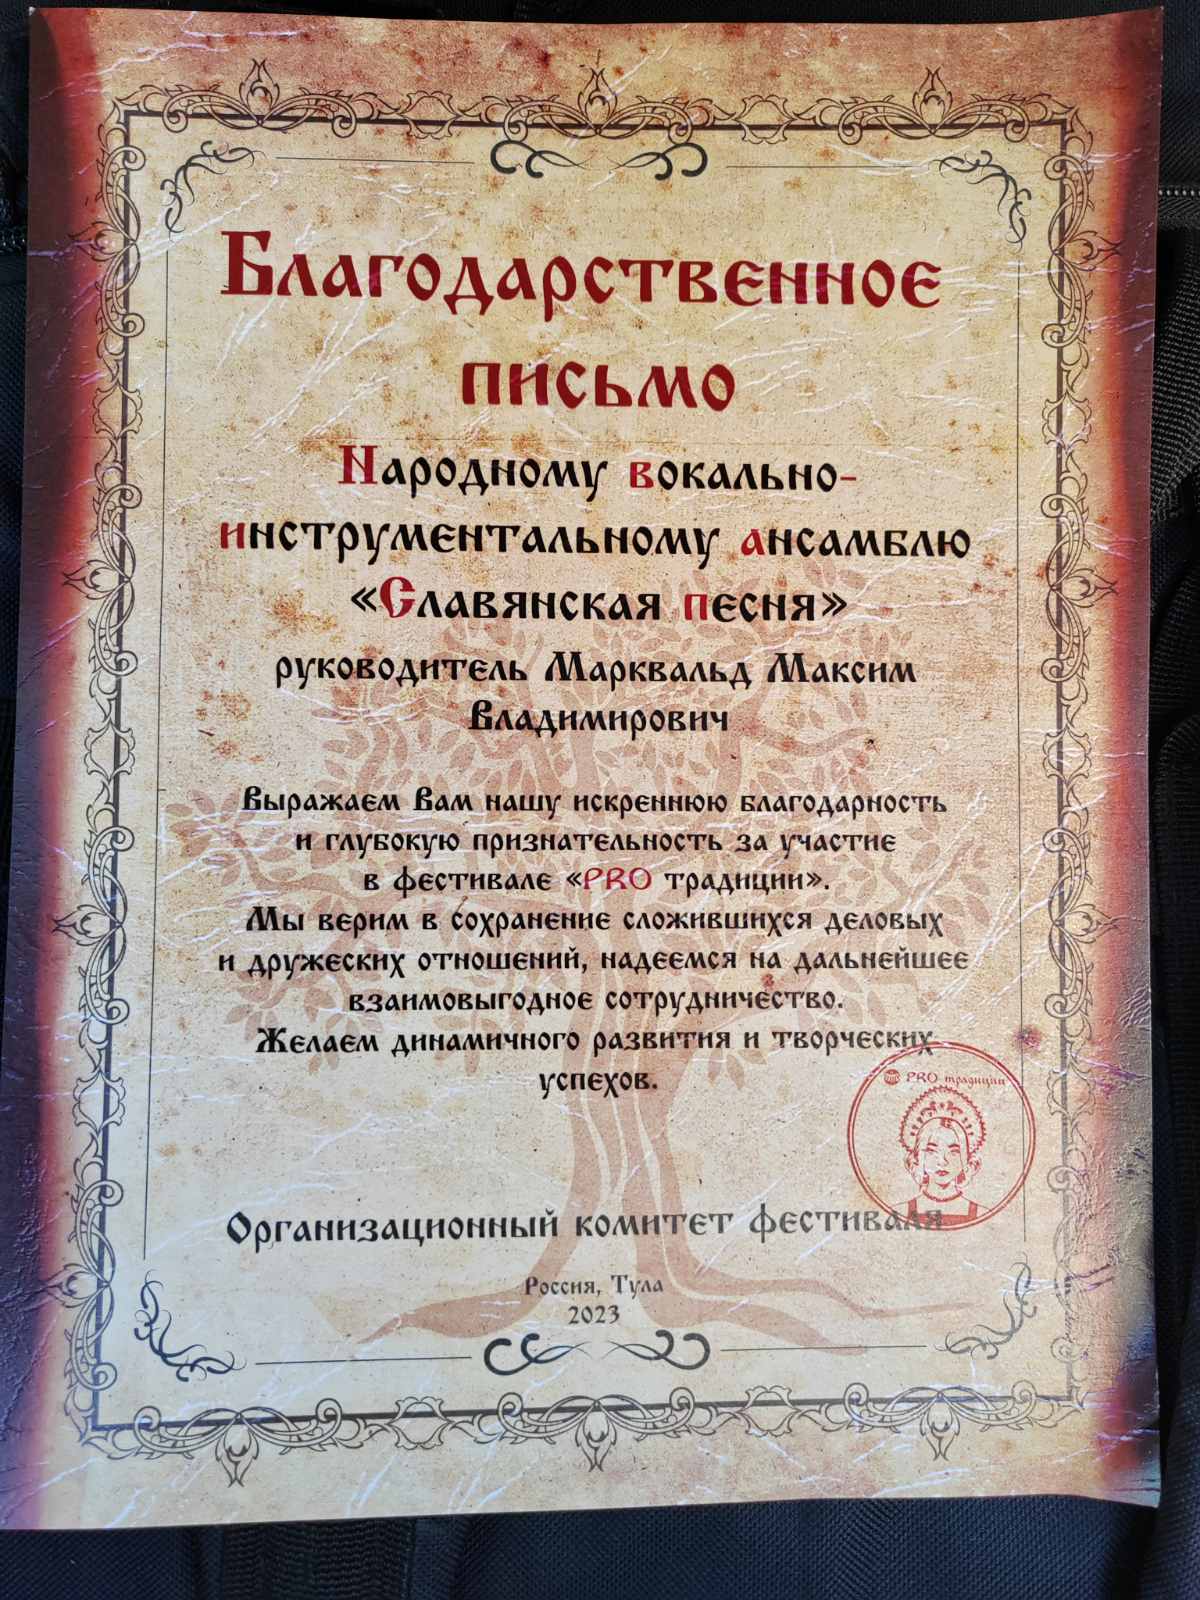 Благодарственное
письмо
Народному вокально-
инструментальному ансамблю
«Славянская песня»
руководитель Марквальд Максим
Владимирович
Выражаем Вам нашу искреннюю благодарность
и глубокую признательность за участие
в фестивале «PRO традиции».
Мы верим в сохранение сложившихся деловых
и дружеских отношений, надеемся на дальнейшее
взаимовыгодное сотрудничество.
Желаем динамичного развития и творческих
успехов.
PRO традиции
Организационный комитет фестиваля
Россия, Тула
2023